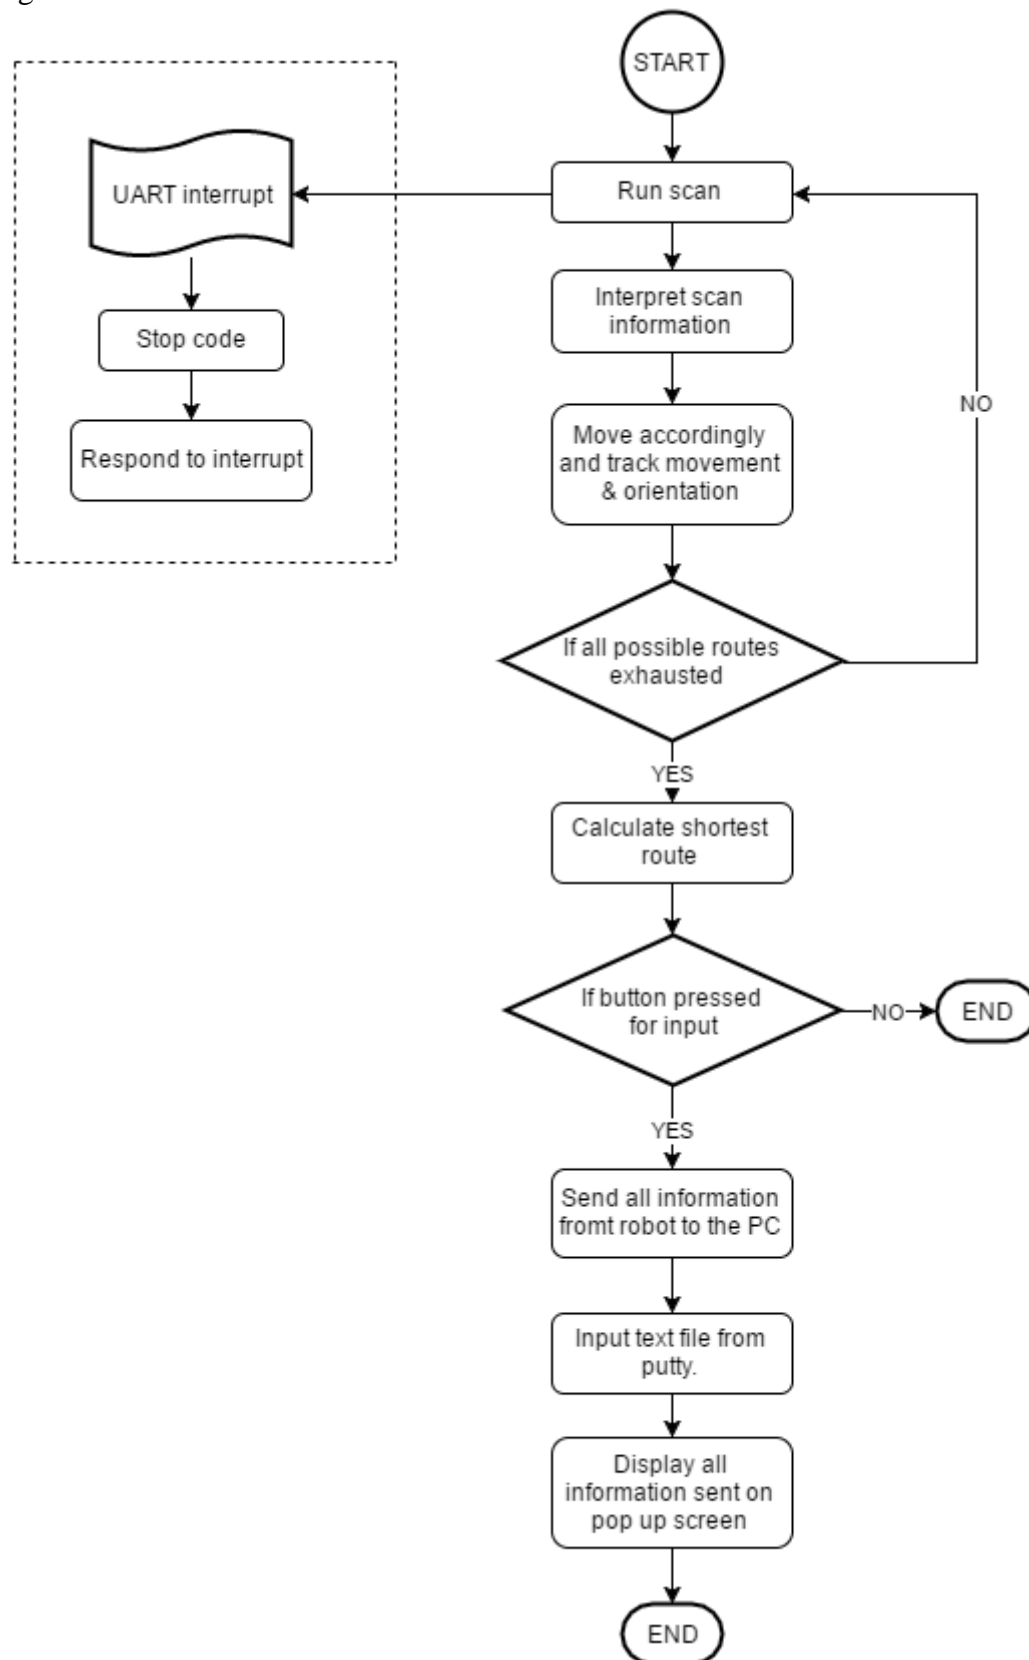 START
UART interrupt
Run scan
Interpret scan
information
Stop code
Respond to interrupt
Move accordingly
and track movement
& orientation
NO
If all possible routes
exhausted
YES
Calculate shortest
route
If button pressed
for input
NO
END
YES
Send all information
fromt robot to the PC
Input text file from
putty.
Display all
information sent on
pop up screen
END